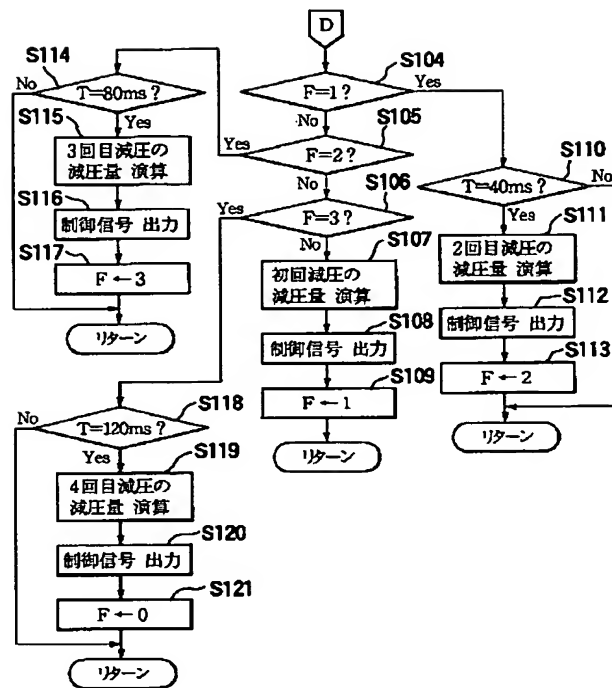 D
S104
F=1?
Yes
No
S105
F=2?
Yes
No
S106
F=3?
Yes
No
S107
初回減圧の
減圧量 演算
S108
制御信号 出力
S109
F←1
リターン
S110
T=40ms?
No
Yes
S111
2回目減圧の
減圧量 演算
S112
制御信号 出力
S113
F←2
リターン
S114
No
T=80ms?
S115
Yes
3回目減圧の
減圧量 演算
S116
制御信号 出力
S117
F←3
リターン
S118
No
T=120ms?
Yes
S119
4回目減圧の
減圧量 演算
S120
制御信号 出力
S121
F←0
リターン